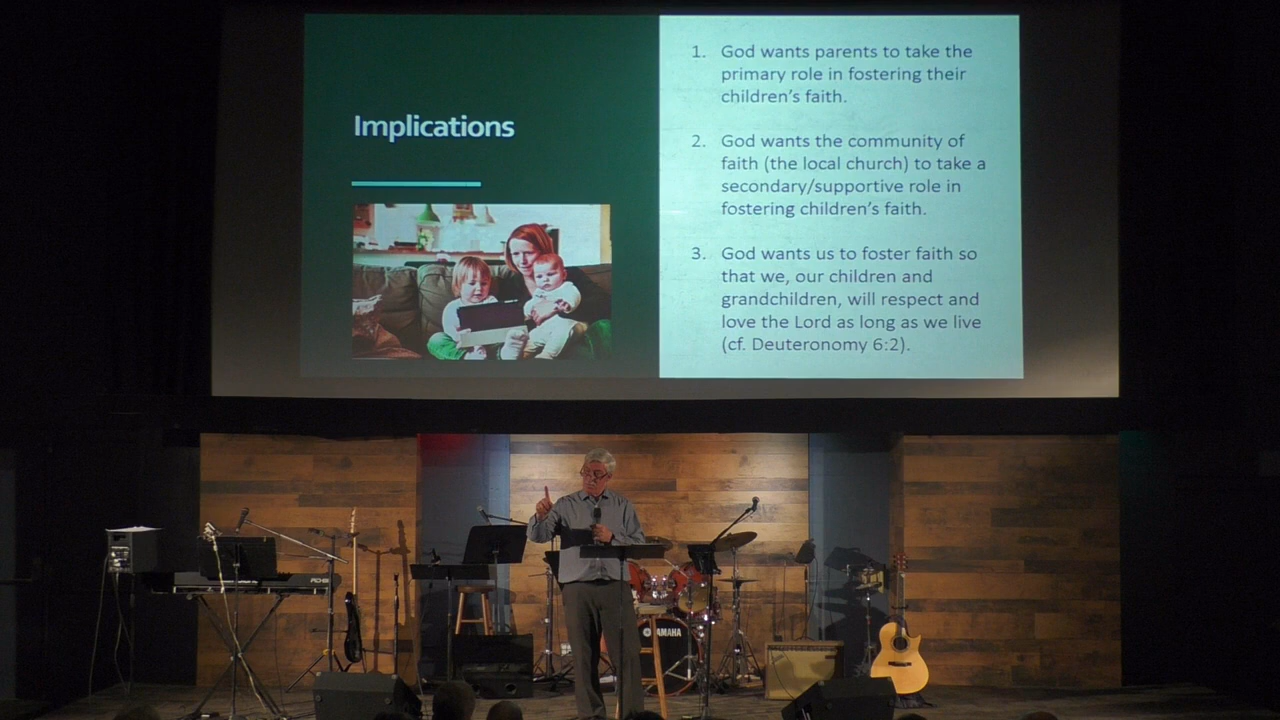 Implications
1. God wants parents to take the
primary role in fostering their
children's faith.
2. God wants the community of
faith (the local church) to take a
secondary/supportive role in
fostering children's faith.
3. God wants us to foster faith so
that we, our children and
grandchildren, will respect and
love the Lord as long as we live
(cf. Deuteronomy 6:2).
YAMAHA